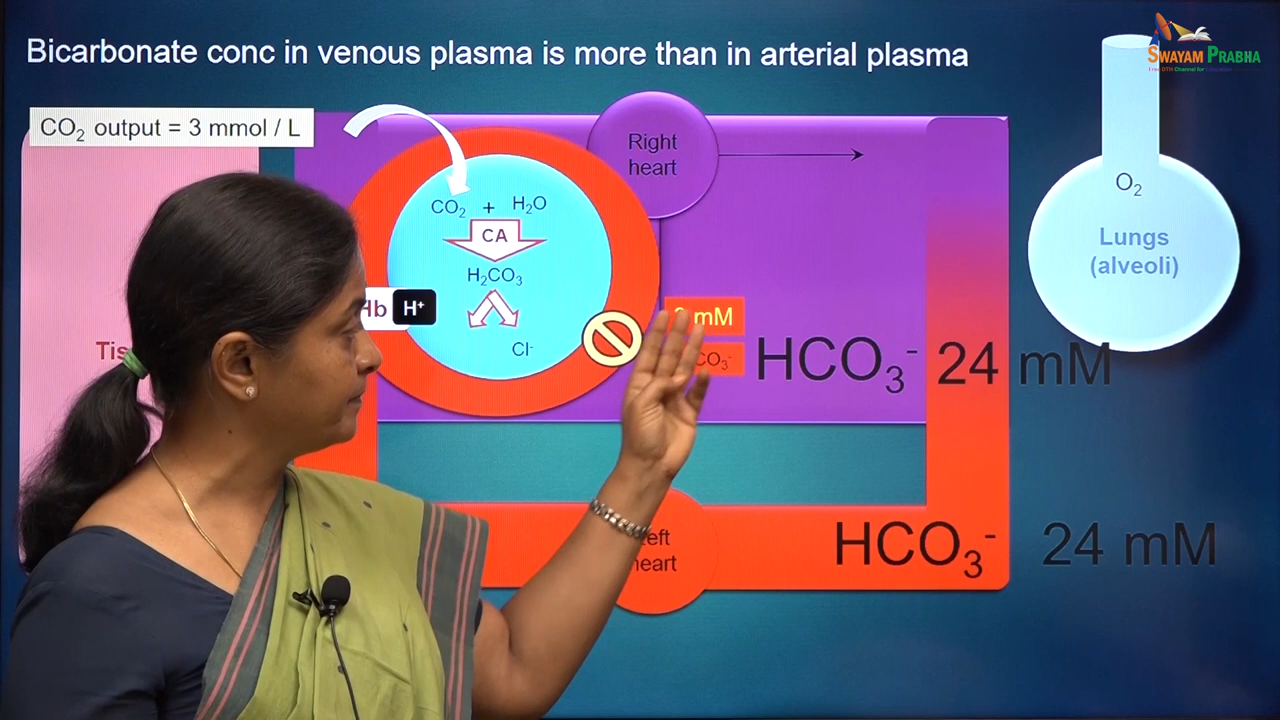 Bicarbonate conc in venous plasma is more than in arterial plasma
SWAYAM PRABHA
CO₂ output = 3 mmol / L
Right
heart
CO₂ + H₂O
O₂
CA
Lungs
(alveoli)
H₂CO₃
H⁺
mM
Cl⁻
HCO₃⁻ 24 mM
heart
HCO₃⁻ 24 mM